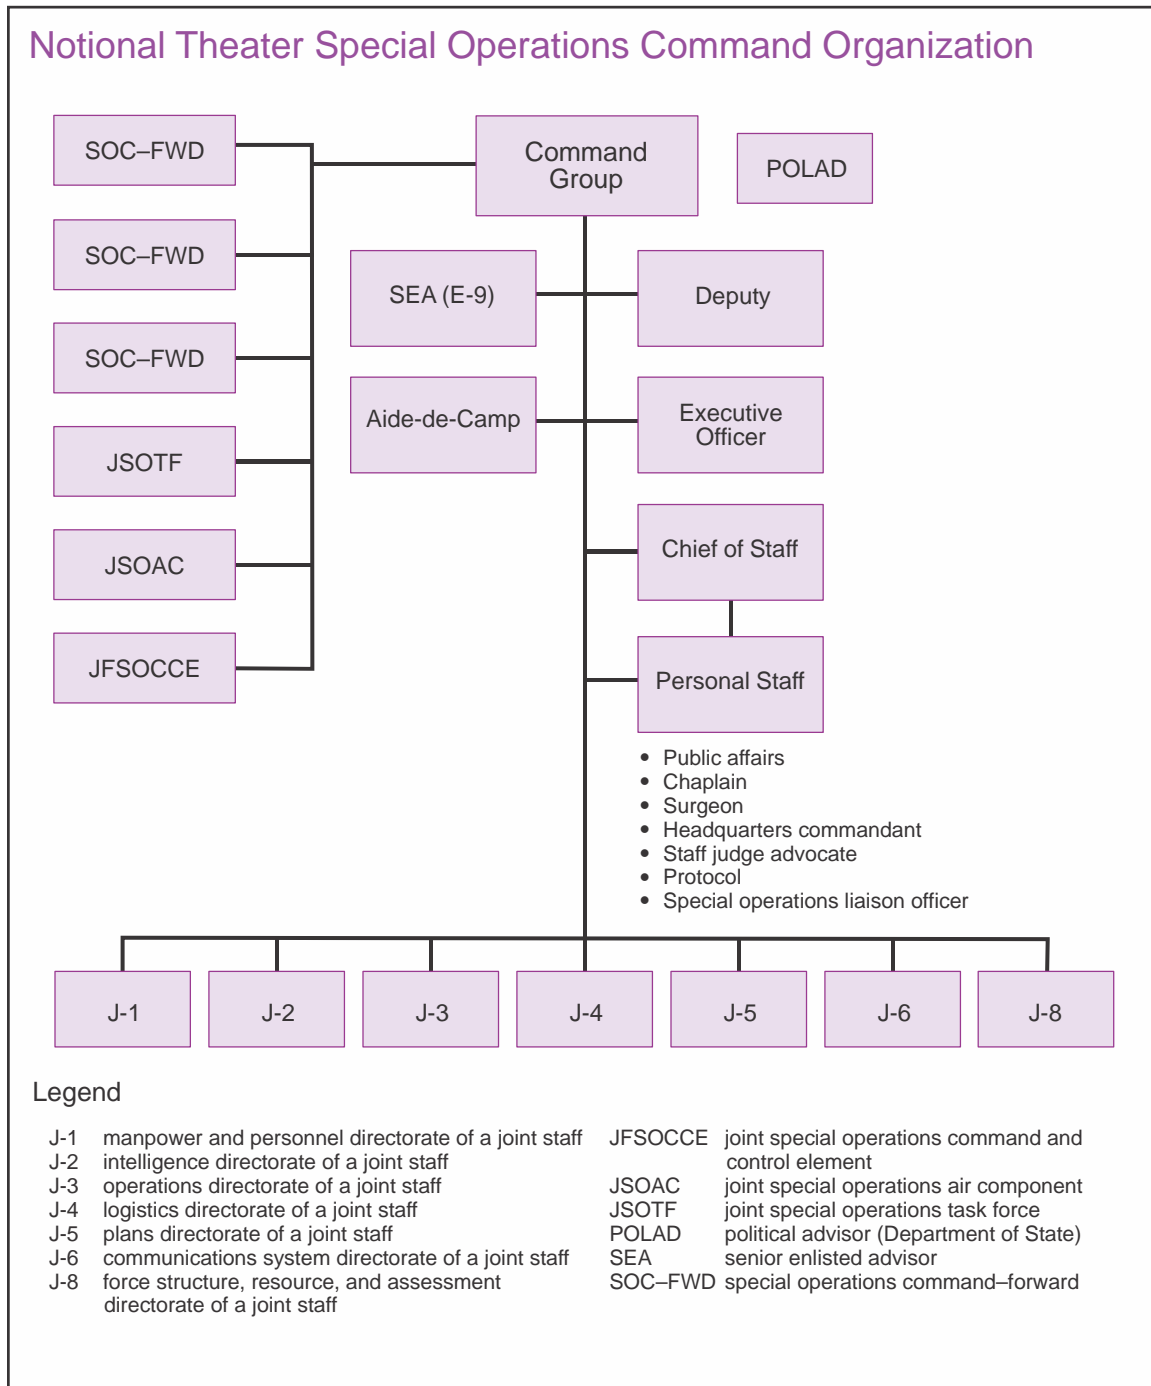 Notional Theater Special Operations Command Organization
SOC–FWD
SOC–FWD
SOC–FWD
JSOTF
JSOAC
JFSOCCE
Command
Group
POLAD
SEA (E-9)
Deputy
Aide-de-Camp
Executive
Officer
Chief of Staff
Personal Staff
• Public affairs
• Chaplain
• Surgeon
• Headquarters commandant
• Staff judge advocate
• Protocol
• Special operations liaison officer
J-1
J-2
J-3
J-4
J-5
J-6
J-8
Legend
J-1 manpower and personnel directorate of a joint staff
J-2 intelligence directorate of a joint staff
J-3 operations directorate of a joint staff
J-4 logistics directorate of a joint staff
J-5 plans directorate of a joint staff
J-6 communications system directorate of a joint staff
J-8 force structure, resource, and assessment
directorate of a joint staff
JFSOCCE joint special operations command and
control element
JSOAC joint special operations air component
JSOTF joint special operations task force
POLAD political advisor (Department of State)
SEA senior enlisted advisor
SOC–FWD special operations command–forward